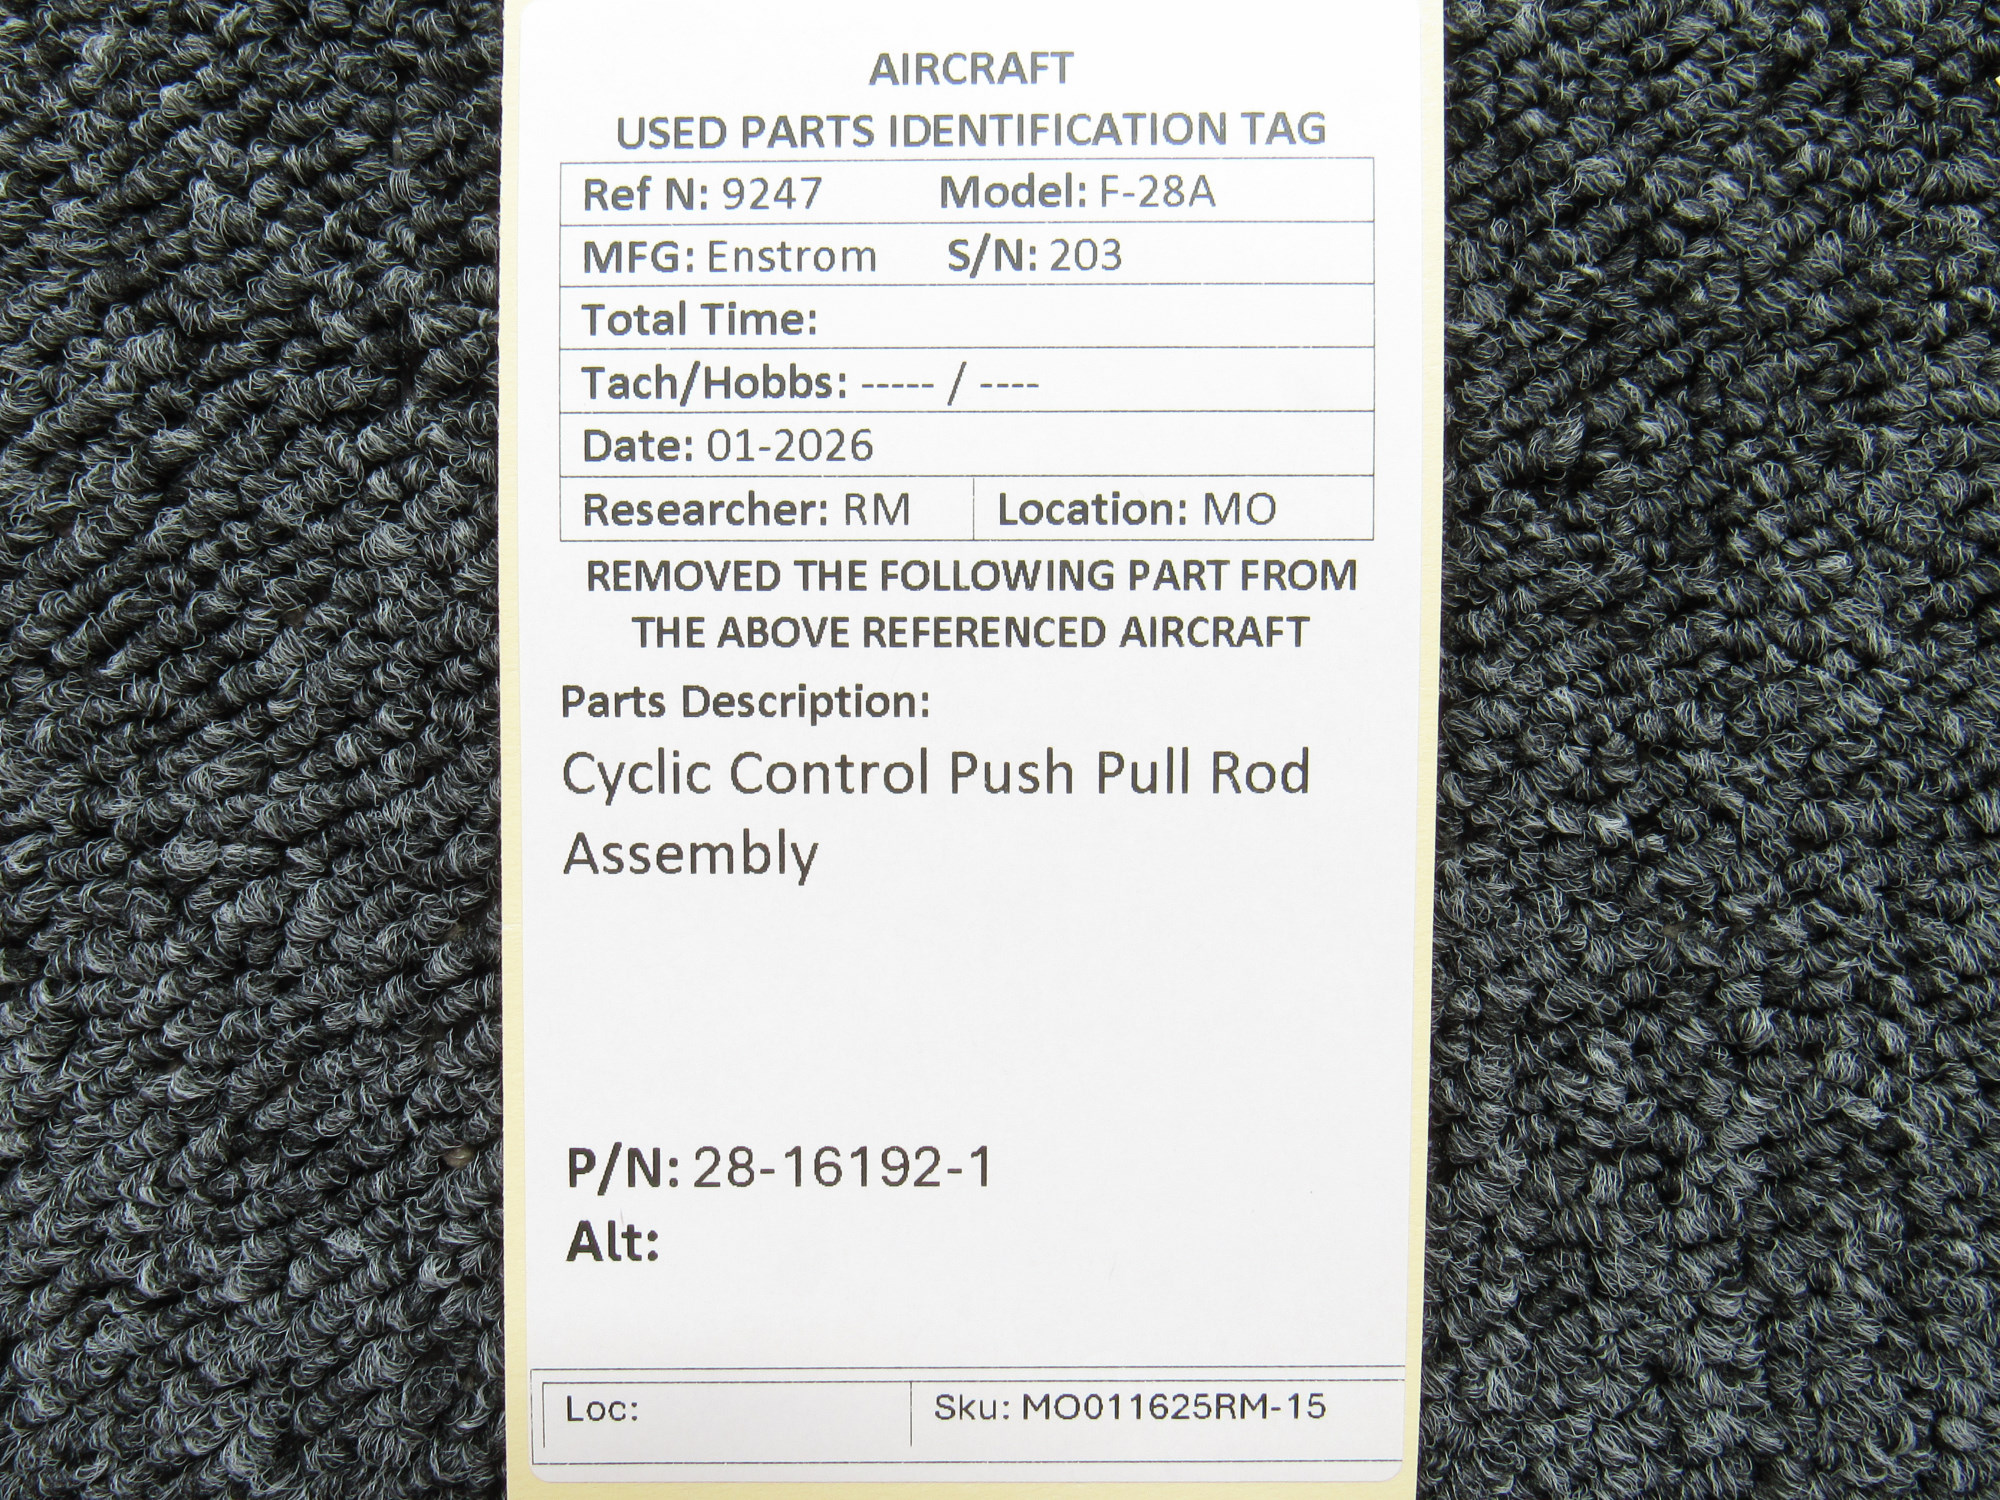 AIRCRAFT
USED PARTS IDENTIFICATION TAG
Ref N: 9247 Model: F-28A
MFG: Enstrom S/N: 203
Total Time:
Tach/Hobbs: ----- / ----
Date: 01-2026
Researcher: RM Location: MO
REMOVED THE FOLLOWING PART FROM
THE ABOVE REFERENCED AIRCRAFT
Parts Description:
Cyclic Control Push Pull Rod
Assembly
P/N: 28-16192-1
Alt:
Loc: Sku: MO011625RM-15